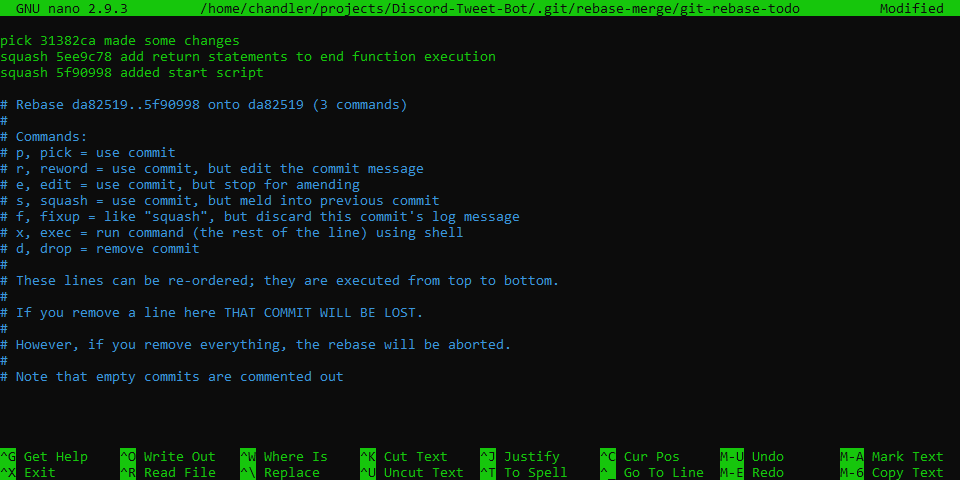 GNU nano 2.9.3 /home/chandler/projects/Discord-Tweet-Bot/.git/rebase-merge/git-rebase-todo Modified
pick 31382ca made some changes
squash 5ee9c78 add return statements to end function execution
squash 5f90998 added start script
# Rebase da82519..5f90998 onto da82519 (3 commands)
#
# Commands:
# p, pick = use commit
# r, reword = use commit, but edit the commit message
# e, edit = use commit, but stop for amending
# s, squash = use commit, but meld into previous commit
# f, fixup = like "squash", but discard this commit's log message
# x, exec = run command (the rest of the line) using shell
# d, drop = remove commit
#
# These lines can be re-ordered; they are executed from top to bottom.
#
# If you remove a line here THAT COMMIT WILL BE LOST.
#
# However, if you remove everything, the rebase will be aborted.
#
# Note that empty commits are commented out
^G Get Help ^O Write Out ^W Where Is ^K Cut Text ^J Justify ^C Cur Pos M-U Undo M-A Mark Text
^X Exit ^R Read File ^\ Replace ^U Uncut Text ^T To Spell ^_ Go To Line M-E Redo M-6 Copy Text